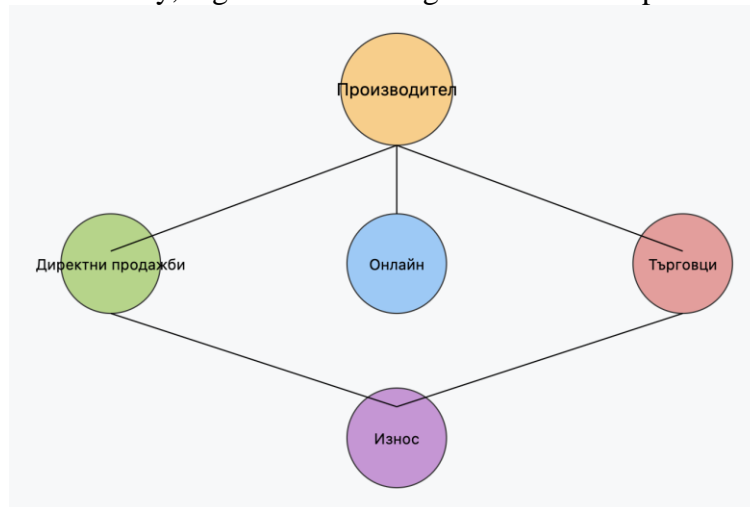 Производител
Директни продажби
Онлайн
Търговци
Износ